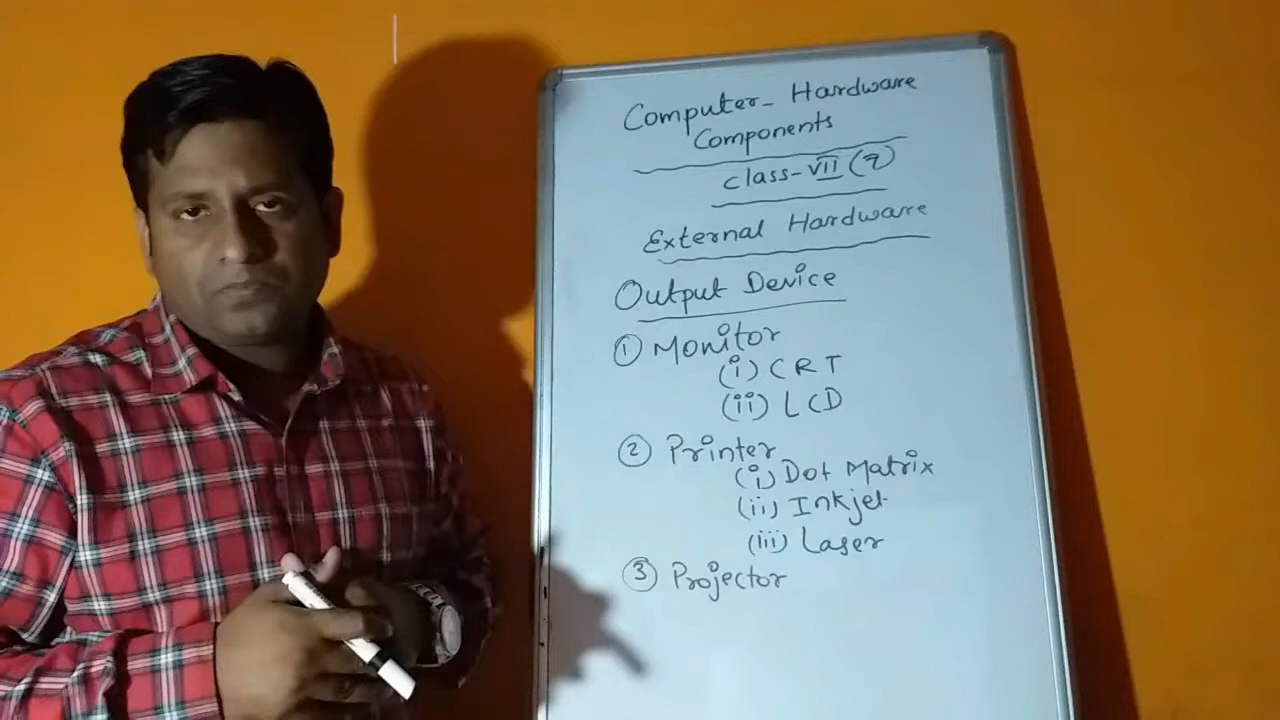 Computer- Hardware
Components
Class-VII (7)
External Hardware
Output Device
① Monitor
(i) CRT
(ii) LCD
② Printer
(i) Dot Matrix
(ii) Inkjet
(iii) Laser
③ Projector